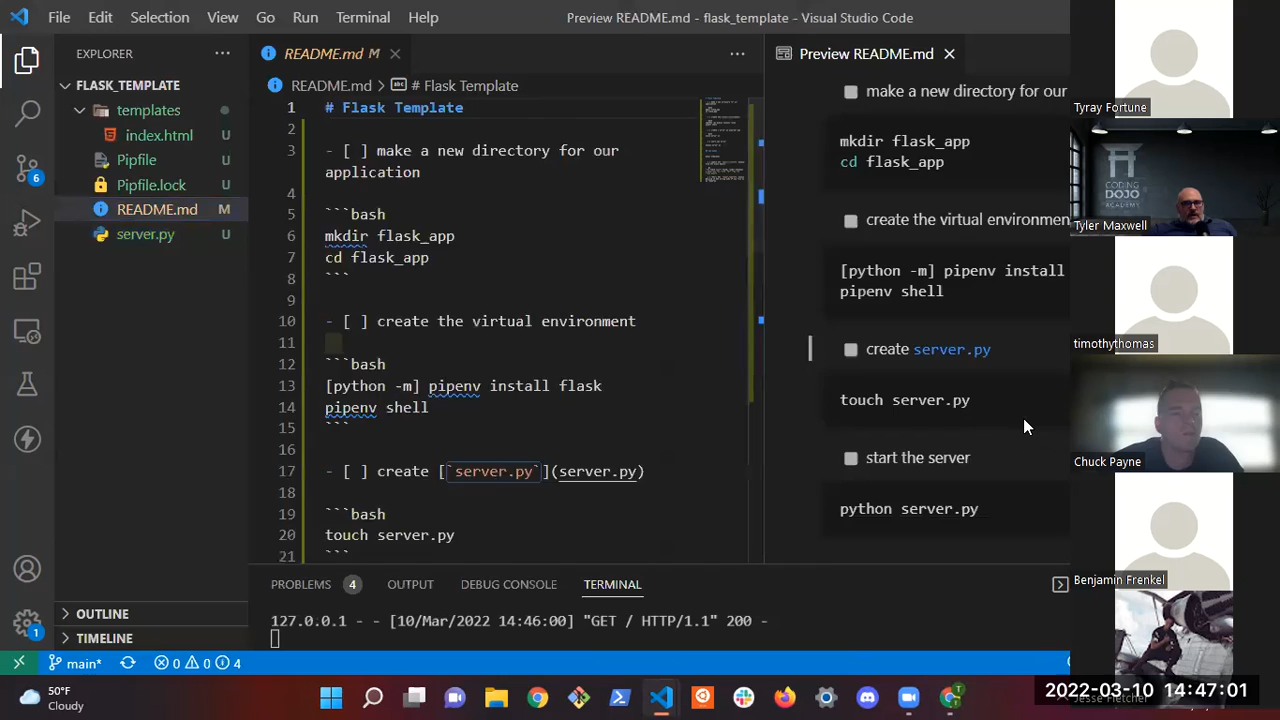 File Edit Selection View Go Run Terminal Help
Preview README.md - flask_template - Visual Studio Code
EXPLORER
FLASK_TEMPLATE
templates
index.html U
Pipfile U
Pipfile.lock U
README.md M
server.py U
OUTLINE
TIMELINE
README.md M
README.md > # Flask Template
1 # Flask Template
2
3 - [ ] make a new directory for our
application
4
5 ```bash
6 mkdir flask_app
7 cd flask_app
8 ```
9
10 - [ ] create the virtual environment
11
12 ```bash
13 [python -m] pipenv install flask
14 pipenv shell
15 ```
16
17 - [ ] create [`server.py`](server.py)
18
19 ```bash
20 touch server.py
21 ```
Preview README.md
make a new directory for our
mkdir flask_app
cd flask_app
create the virtual environmen
[python -m] pipenv install
pipenv shell
create server.py
touch server.py
start the server
python server.py
PROBLEMS 4 OUTPUT DEBUG CONSOLE TERMINAL
127.0.0.1 - - [10/Mar/2022 14:46:00] "GET / HTTP/1.1" 200 -
6
1
main* 0 0 4
50°F
Cloudy
Tyray Fortune
CODING
DOJO
ACADEMY
Tyler Maxwell
timothythomas
Chuck Payne
Benjamin Frenkel
Jesse Fletcher
2022-03-10 14:47:01